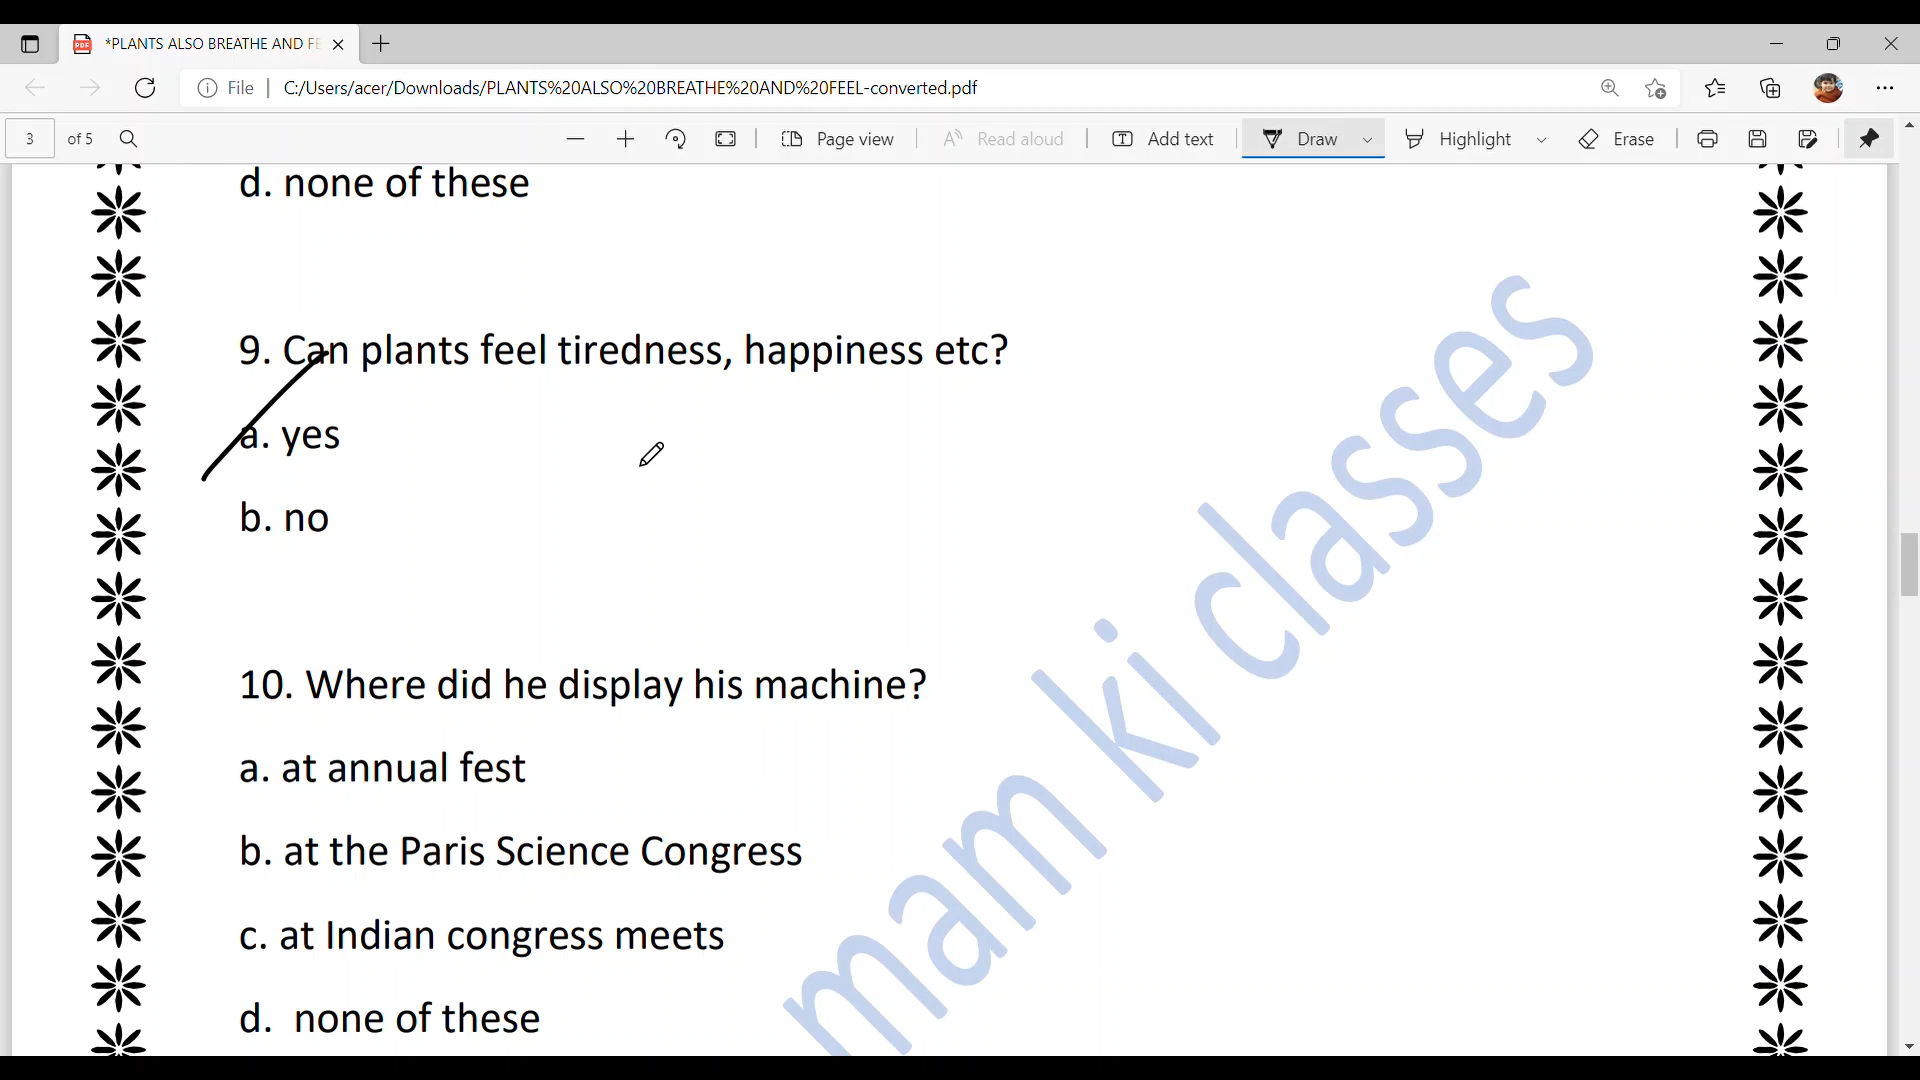 *PLANTS ALSO BREATHE AND FE
File
C:/Users/acer/Downloads/PLANTS%20ALSO%20BREATHE%20AND%20FEEL-converted.pdf
3 of 5
Page view
Read aloud
Add text
Draw
Highlight
Erase
d. none of these
9. Can plants feel tiredness, happiness etc?
a. yes
b. no
10. Where did he display his machine?
a. at annual fest
b. at the Paris Science Congress
c. at Indian congress meets
d. none of these
mam ki classes